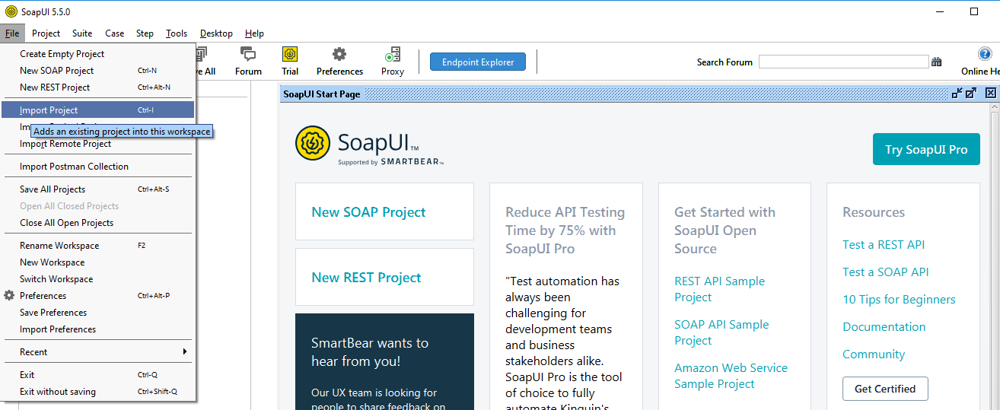 SoapUI 5.5.0
File Project Suite Case Step Tools Desktop Help
Create Empty Project
New SOAP Project Ctrl-N
New REST Project Ctrl+Alt-N
Import Project Ctrl-I
Adds an existing project into this workspace
Import Remote Project
Import Postman Collection
Save All Projects Ctrl+Alt-S
Open All Closed Projects
Close All Open Projects
Rename Workspace F2
New Workspace
Switch Workspace
Preferences Ctrl+Alt-P
Save Preferences
Import Preferences
Recent
Exit Ctrl-Q
Exit without saving Ctrl+Shift-Q
All Forum Trial Preferences Proxy
Endpoint Explorer
Search Forum
Online
SoapUI Start Page
SoapUI™
Supported by SMARTBEAR™
Try SoapUI Pro
New SOAP Project
New REST Project
SmartBear wants to
hear from you!
Our UX team is looking for
people to share feedback on
Reduce API Testing
Time by 75% with
SoapUI Pro
"Test automation has
always been
challenging for
development teams
and business
stakeholders alike.
SoapUI Pro is the tool
of choice to fully
automate Kinguin's
Get Started with
SoapUI Open
Source
REST API Sample
Project
SOAP API Sample
Project
Amazon Web Service
Sample Project
Resources
Test a REST API
Test a SOAP API
10 Tips for Beginners
Documentation
Community
Get Certified